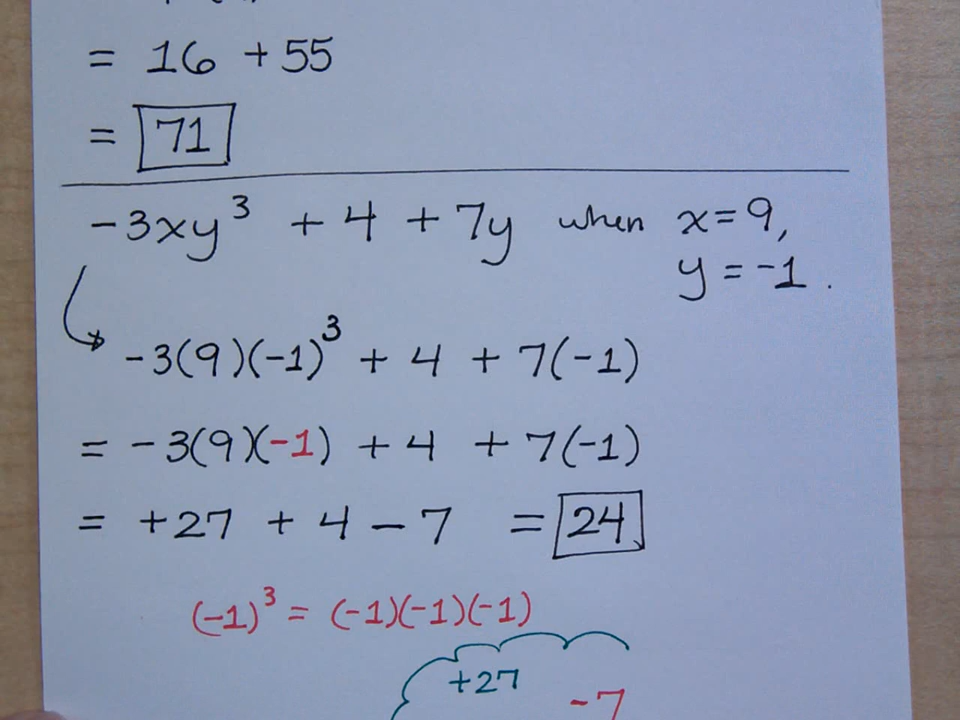 = 16 + 55
= 71
-3xy³ + 4 + 7y when x=9,
y = -1.
-3(9)(-1)³ + 4 + 7(-1)
= -3(9)(-1) + 4 + 7(-1)
= +27 + 4 - 7 = 24
(-1)³ = (-1)(-1)(-1)
+27
-7